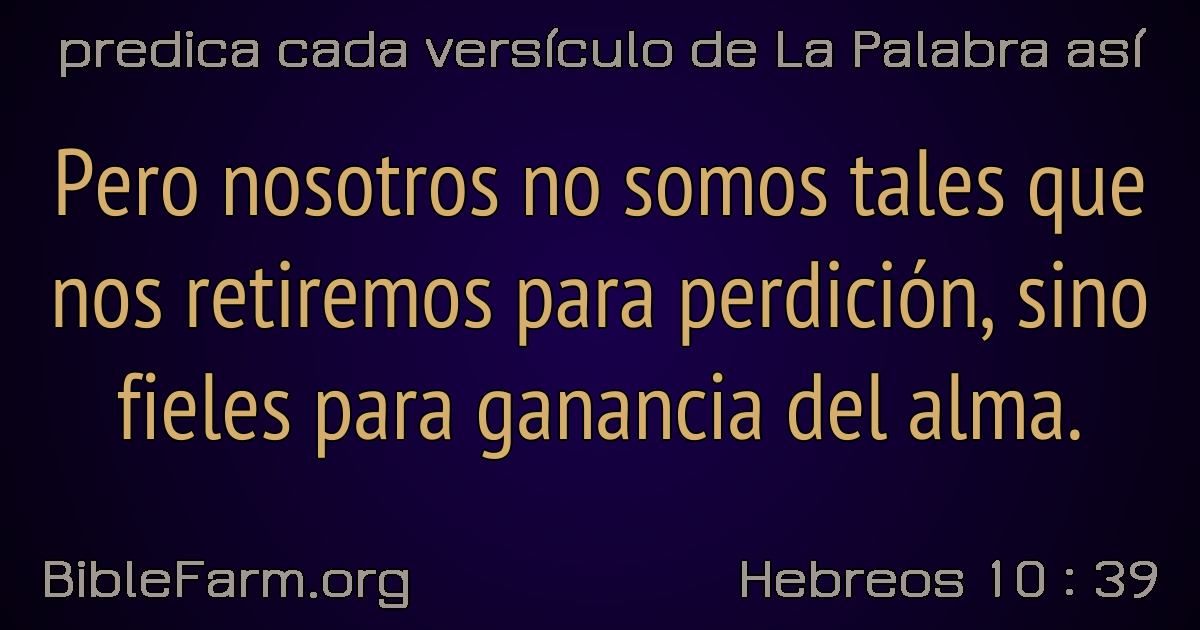 predica cada versículo de La Palabra así
Pero nosotros no somos tales que
nos retiremos para perdición, sino
fieles para ganancia del alma.
BibleFarm.org
Hebreos 10 : 39